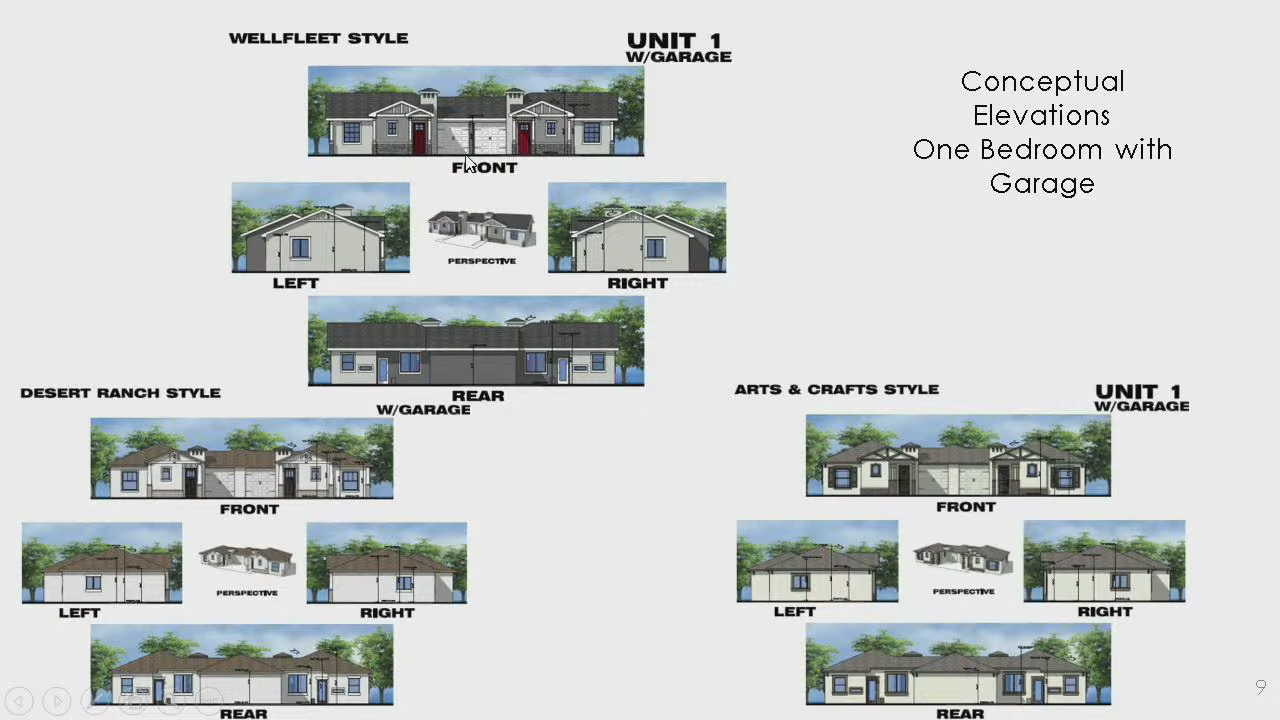 WELLFLEET STYLE
UNIT 1
W/GARAGE
Conceptual
Elevations
One Bedroom with
Garage
FRONT
LEFT
PERSPECTIVE
RIGHT
REAR
W/GARAGE
DESERT RANCH STYLE
FRONT
LEFT
PERSPECTIVE
RIGHT
REAR
ARTS & CRAFTS STYLE
UNIT 1
W/GARAGE
FRONT
LEFT
PERSPECTIVE
RIGHT
REAR
9